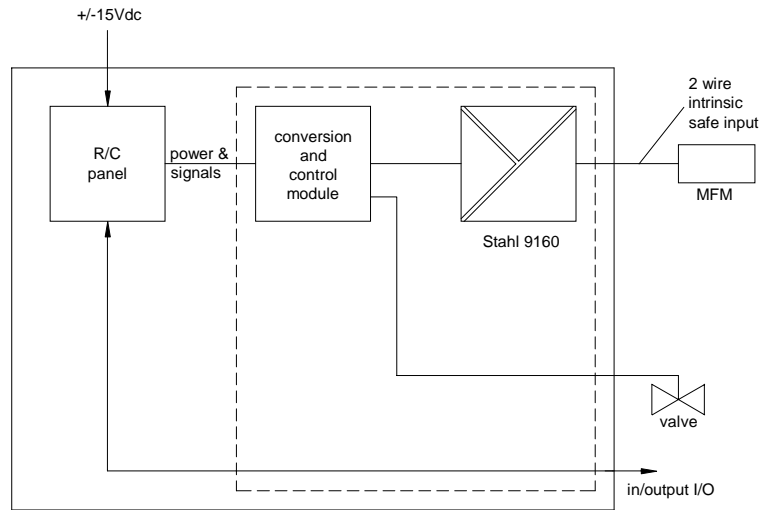 +/-15Vdc
R/C
panel
power &
signals
conversion
and
control
module
Stahl 9160
2 wire
intrinsic
safe input
MFM
valve
in/output I/O